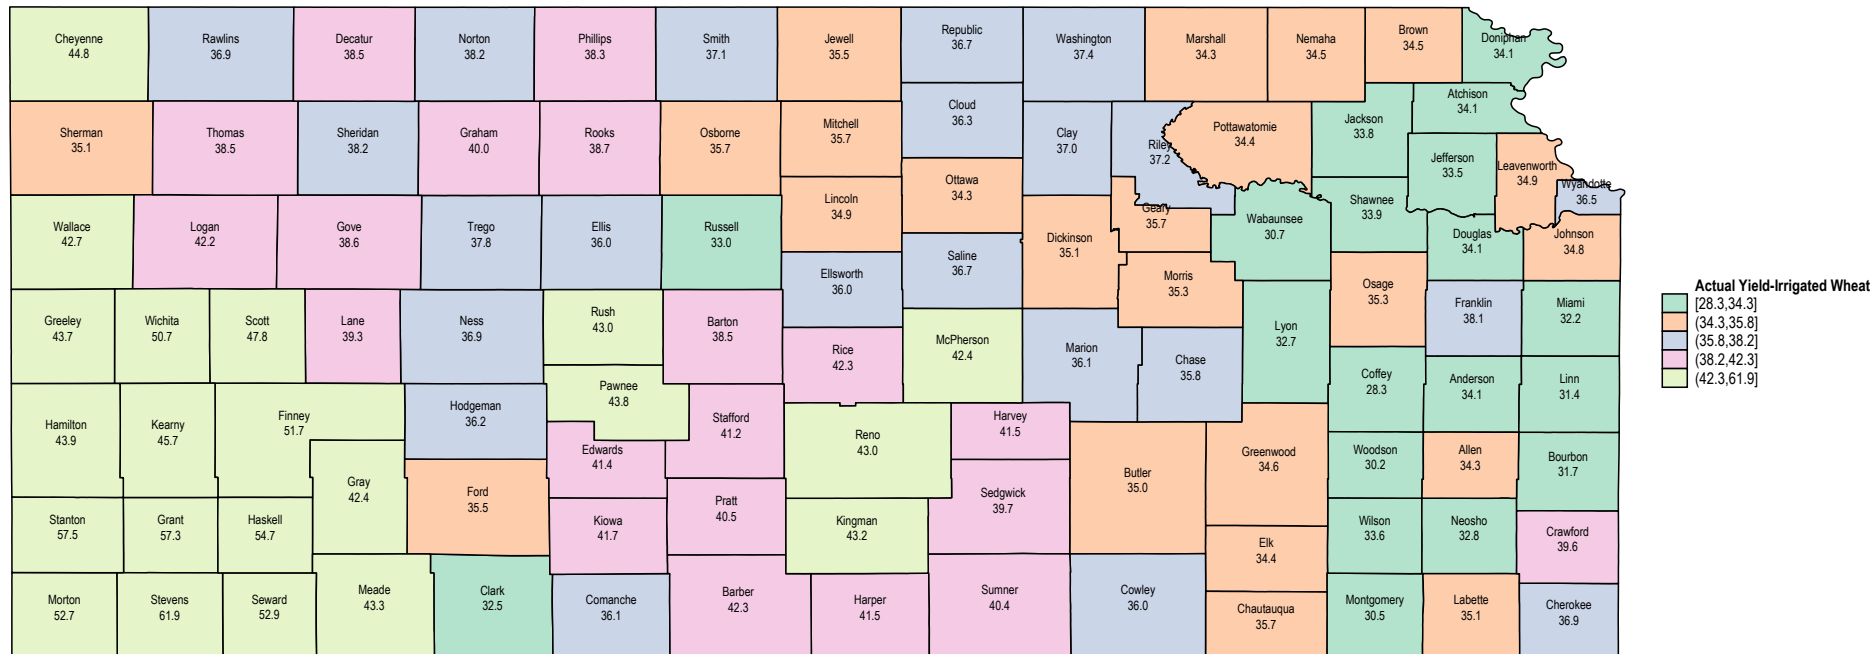 Cheyenne
44.8
Rawlins
36.9
Decatur
38.5
Norton
38.2
Phillips
38.3
Smith
37.1
Jewell
35.5
Republic
36.7
Washington
37.4
Marshall
34.3
Nemaha
34.5
Brown
34.5
Doniphan
34.1
Sherman
35.1
Thomas
38.5
Sheridan
38.2
Graham
40.0
Rooks
38.7
Osborne
35.7
Mitchell
35.7
Cloud
36.3
Clay
37.0
Riley
37.2
Pottawatomie
34.4
Jackson
33.8
Atchison
34.1
Jefferson
33.5
Leavenworth
34.9
Wyandotte
36.5
Wallace
42.7
Logan
42.2
Gove
38.6
Trego
37.8
Ellis
36.0
Russell
33.0
Lincoln
34.9
Ottawa
34.3
Dickinson
35.1
Geary
35.7
Wabaunsee
30.7
Shawnee
33.9
Douglas
34.1
Johnson
34.8
Ellsworth
36.0
Saline
36.7
Morris
35.3
Osage
35.3
Franklin
38.1
Miami
32.2
Greeley
43.7
Wichita
50.7
Scott
47.8
Lane
39.3
Ness
36.9
Rush
43.0
Barton
38.5
Rice
42.3
McPherson
42.4
Marion
36.1
Chase
35.8
Lyon
32.7
Coffey
28.3
Anderson
34.1
Linn
31.4
Hamilton
43.9
Kearny
45.7
Finney
51.7
Hodgeman
36.2
Pawnee
43.8
Stafford
41.2
Reno
43.0
Harvey
41.5
Edwards
41.4
Gray
42.4
Ford
35.5
Butler
35.0
Greenwood
34.6
Woodson
30.2
Allen
34.3
Bourbon
31.7
Stanton
57.5
Grant
57.3
Haskell
54.7
Kiowa
41.7
Pratt
40.5
Kingman
43.2
Sedgwick
39.7
Elk
34.4
Wilson
33.6
Neosho
32.8
Crawford
39.6
Morton
52.7
Stevens
61.9
Seward
52.9
Meade
43.3
Clark
32.5
Comanche
36.1
Barber
42.3
Harper
41.5
Sumner
40.4
Cowley
36.0
Chautauqua
35.7
Montgomery
30.5
Labette
35.1
Cherokee
36.9
Actual Yield-Irrigated Wheat
[28.3,34.3]
(34.3,35.8]
(35.8,38.2]
(38.2,42.3]
(42.3,61.9]